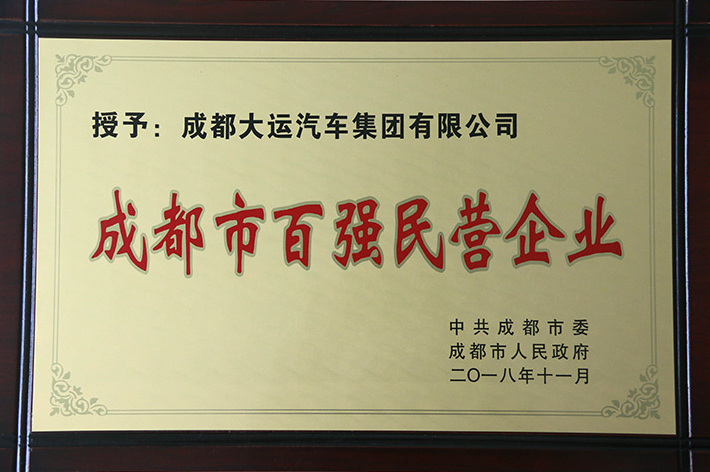 授予：成都大运汽车集团有限公司
成都市百强民营企业
中共成都市委
成都市人民政府
二〇一八年十一月